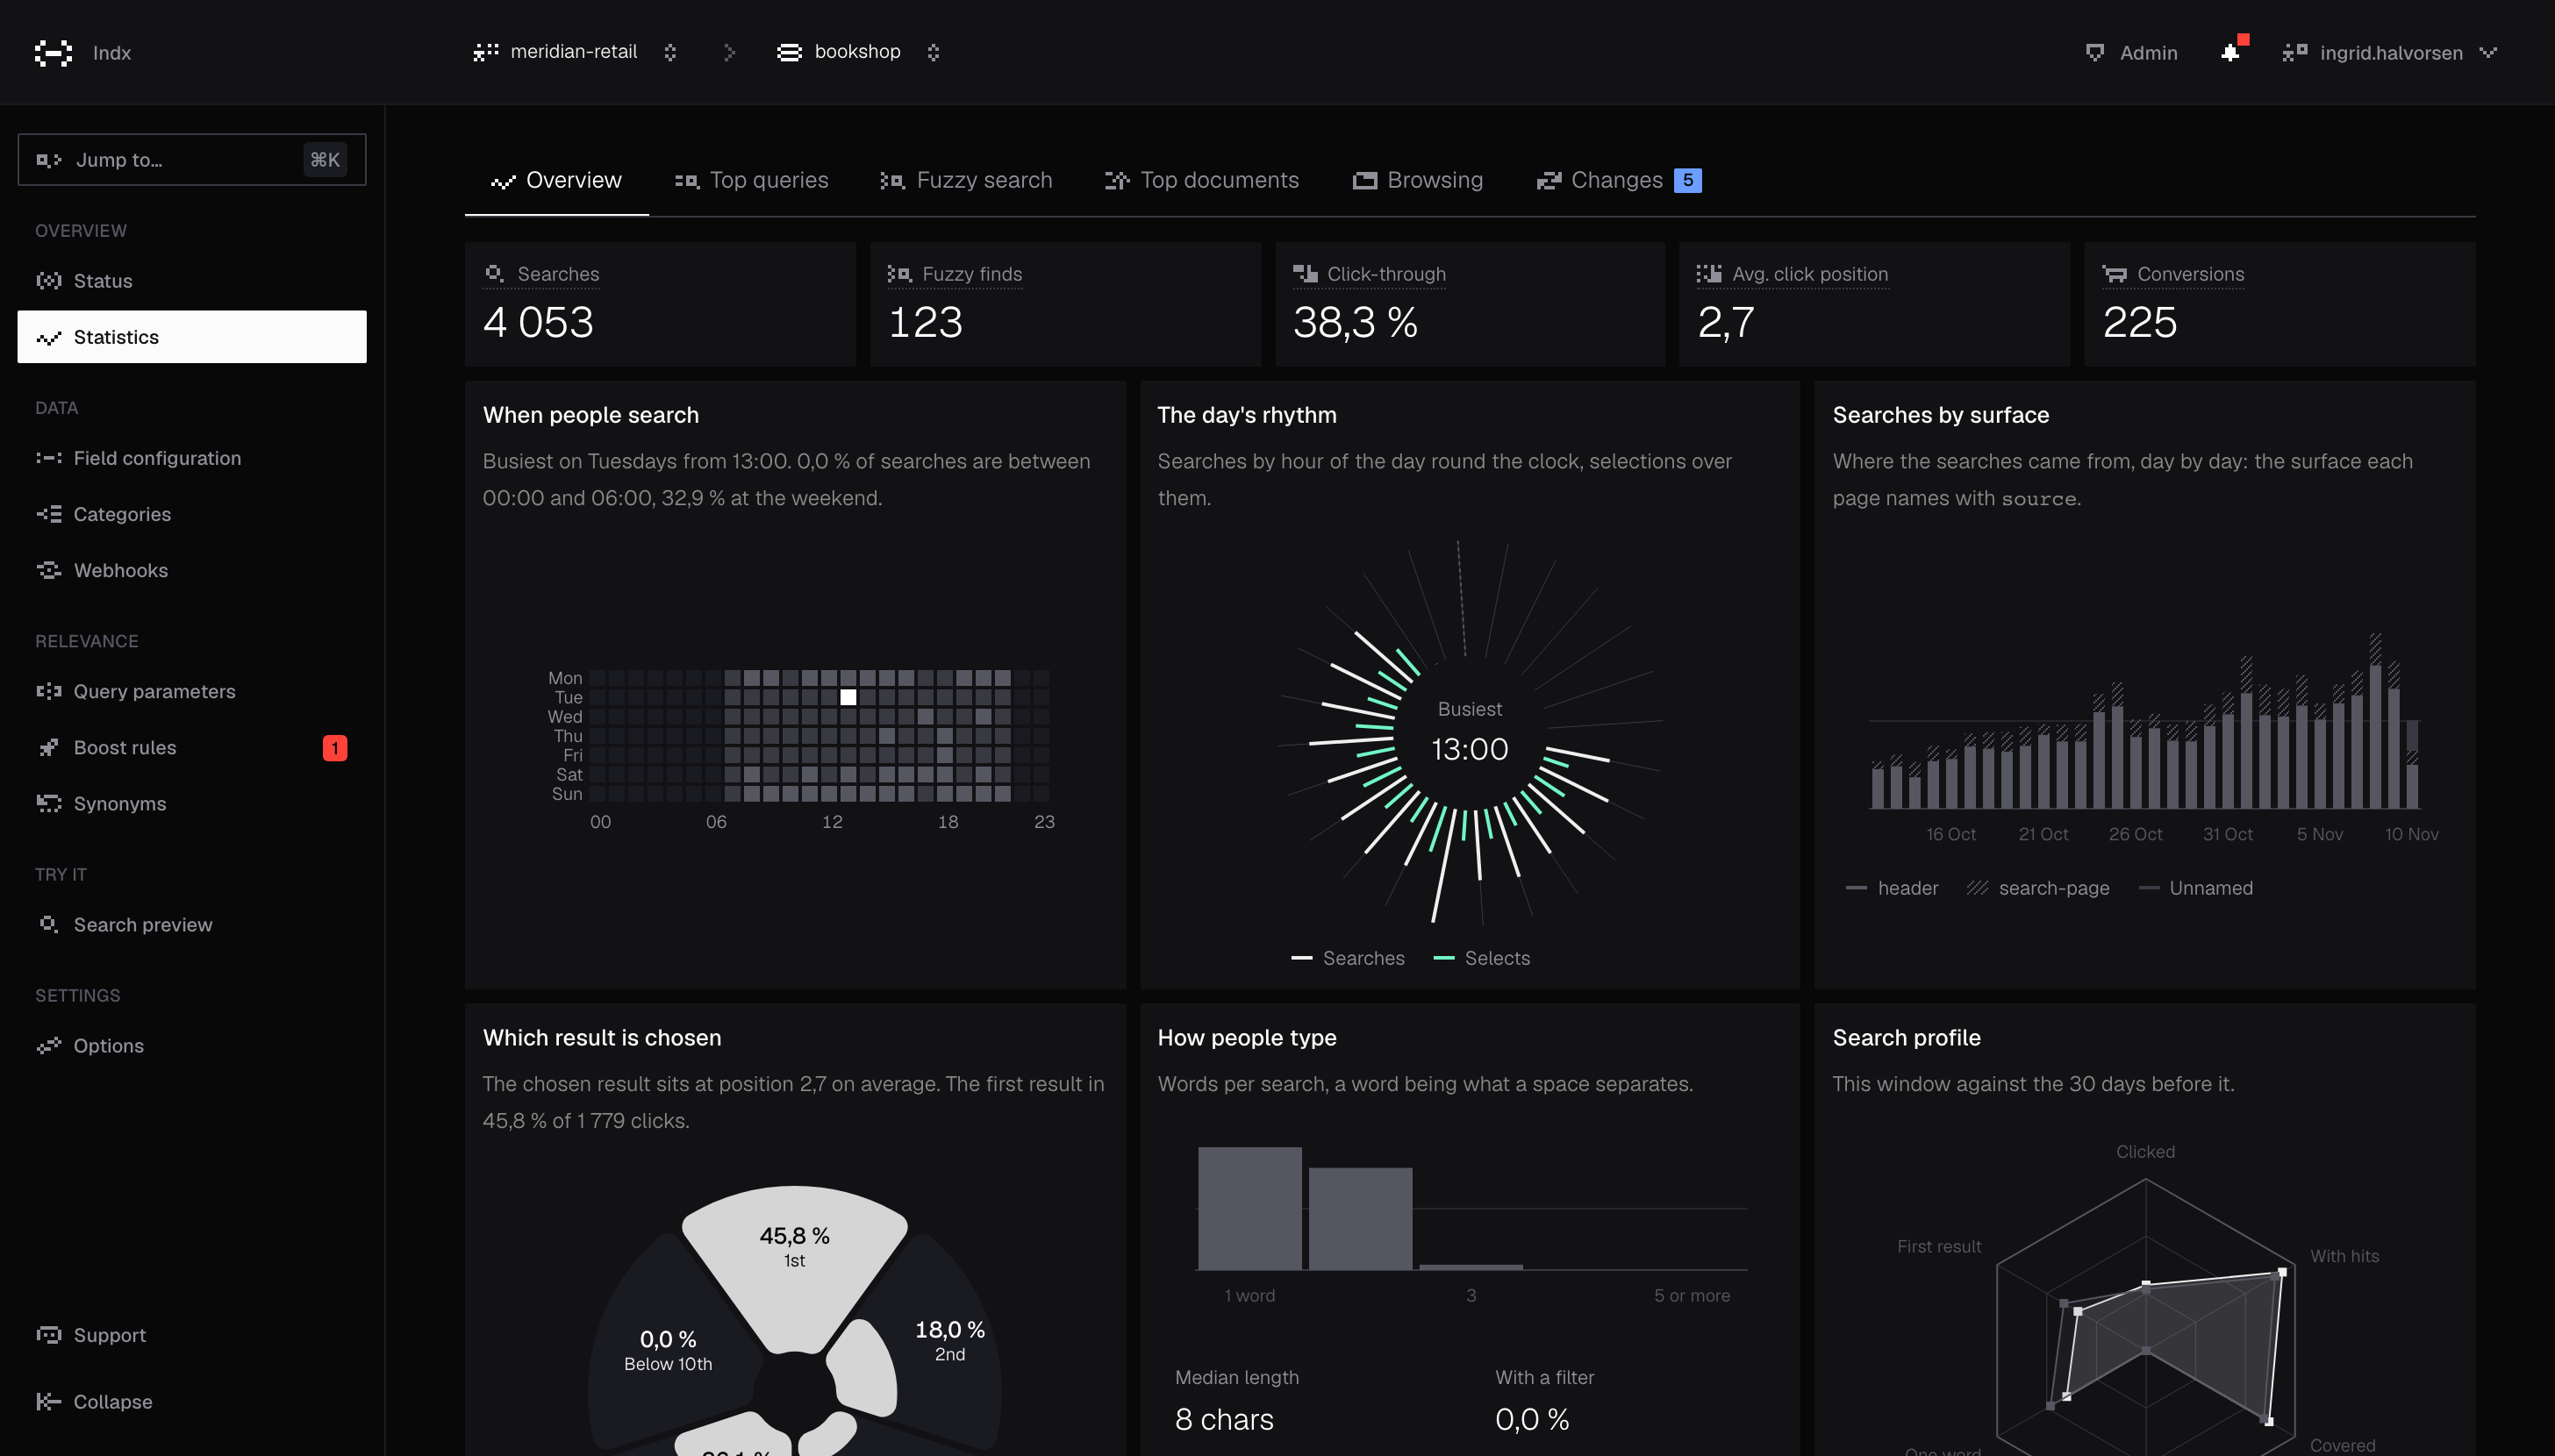 Indx
meridian-retail
bookshop
Admin
ingrid.halvorsen
Jump to...
⌘K
OVERVIEW
Status
Statistics
DATA
Field configuration
Categories
Webhooks
RELEVANCE
Query parameters
Boost rules
1
Synonyms
TRY IT
Search preview
SETTINGS
Options
Support
Collapse
Overview
Top queries
Fuzzy search
Top documents
Browsing
Changes
5
Searches
4 053
Fuzzy finds
123
Click-through
38,3 %
Avg. click position
2,7
Conversions
225
When people search
Busiest on Tuesdays from 13:00. 0,0 % of searches are between
00:00 and 06:00, 32,9 % at the weekend.
Mon
Tue
Wed
Thu
Fri
Sat
Sun
00
06
12
18
23
The day's rhythm
Searches by hour of the day round the clock, selections over
them.
Busiest
13:00
Searches
Selects
Searches by surface
Where the searches came from, day by day: the surface each
page names with source.
16 Oct
21 Oct
26 Oct
31 Oct
5 Nov
10 Nov
header
search-page
Unnamed
Which result is chosen
The chosen result sits at position 2,7 on average. The first result in
45,8 % of 1 779 clicks.
45,8 %
1st
18,0 %
2nd
0,0 %
Below 10th
How people type
Words per search, a word being what a space separates.
1 word
3
5 or more
Median length
8 chars
With a filter
0,0 %
Search profile
This window against the 30 days before it.
Clicked
With hits
First result
Covered
One word